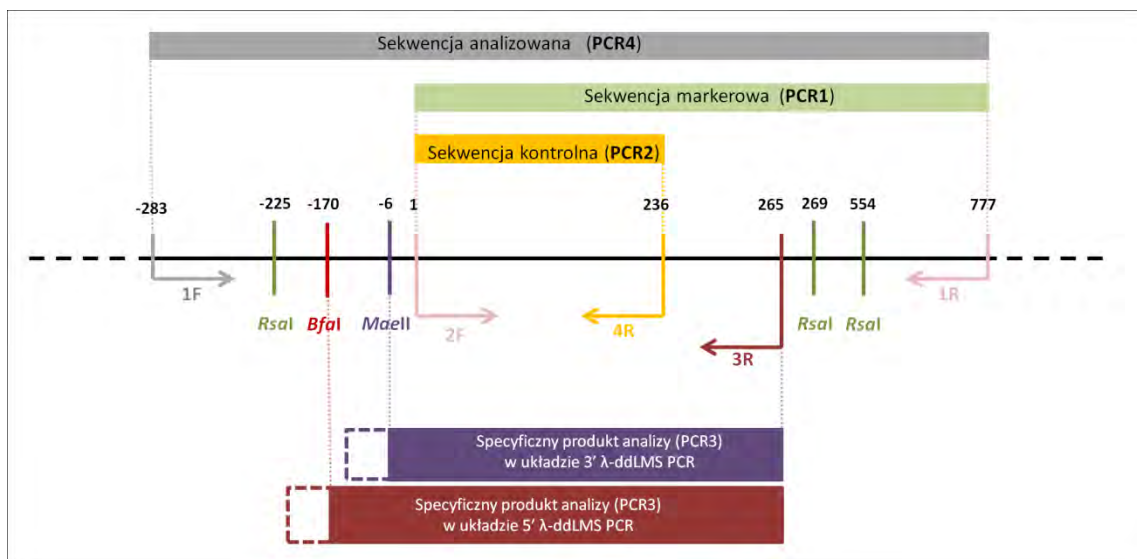 Sekwencja analizowana (PCR4)
Sekwencja markerowa (PCR1)
Sekwencja kontrolna (PCR2)
-283 -225 -170 -6 1 236 265 269 554 777
1F RsaI BfaI MaeII 2F 4R 3R RsaI RsaI 1R
Specyficzny produkt analizy (PCR3)
w układzie 3’ λ-ddLMS PCR
Specyficzny produkt analizy (PCR3)
w układzie 5’ λ-ddLMS PCR